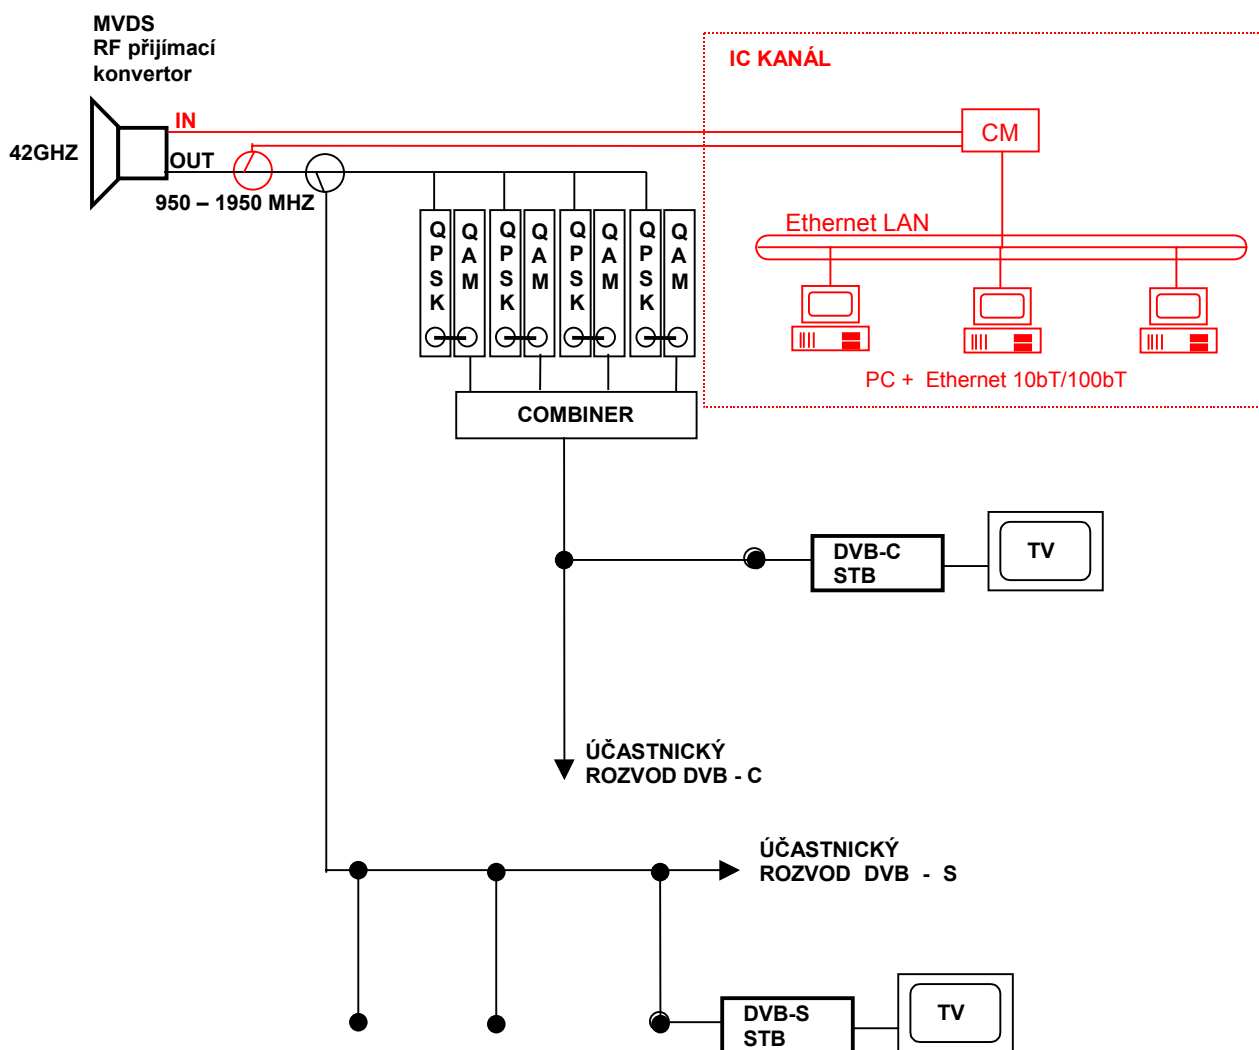 MVDS
RF přijímací
konvertor
IC KANÁL
IN
CM
42GHZ
OUT
950 – 1950 MHZ
Ethernet LAN
QPSK
QAM
QPSK
QAM
QPSK
QAM
QPSK
QAM
PC + Ethernet 10bT/100bT
COMBINER
DVB-C
STB
TV
ÚČASTNICKÝ
ROZVOD DVB - C
ÚČASTNICKÝ
ROZVOD DVB - S
DVB-S
STB
TV